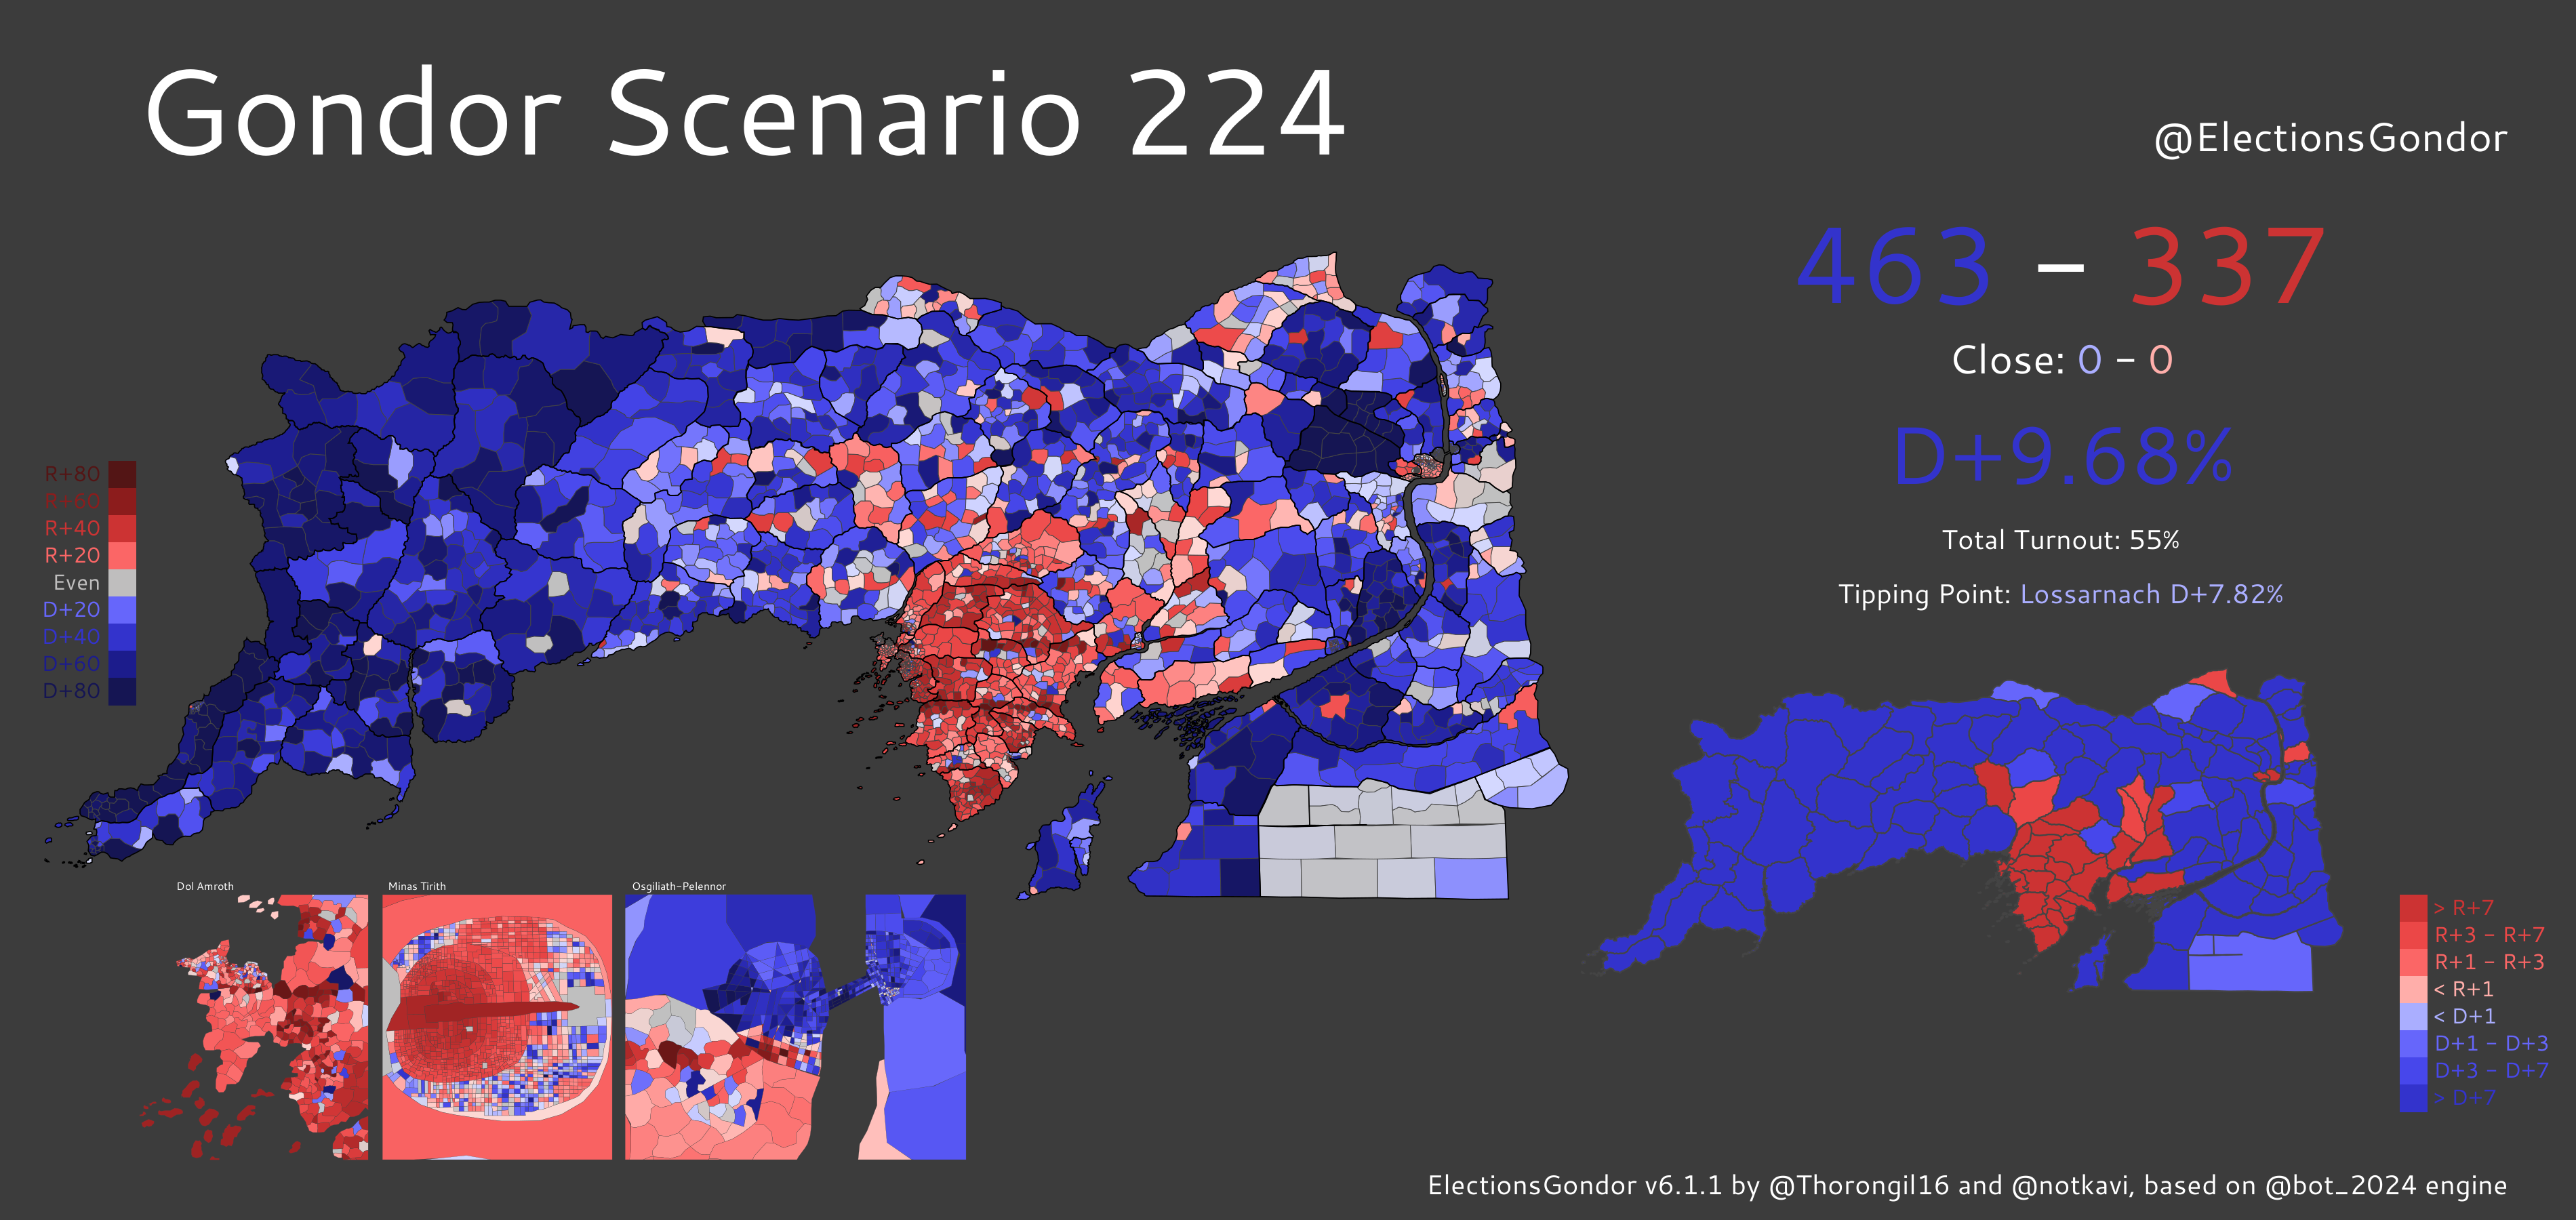 Gondor Scenario 224
@ElectionsGondor
463 – 337
Close: 0 – 0
D+9.68%
Total Turnout: 55%
Tipping Point: Lossarnach D+7.82%
R+80
R+60
R+40
R+20
Even
D+20
D+40
D+60
D+80
Dol Amroth
Minas Tirith
Osgiliath-Pelennor
> R+7
R+3 - R+7
R+1 - R+3
< R+1
< D+1
D+1 - D+3
D+3 - D+7
> D+7
ElectionsGondor v6.1.1 by @Thorongil16 and @notkavi, based on @bot_2024 engine